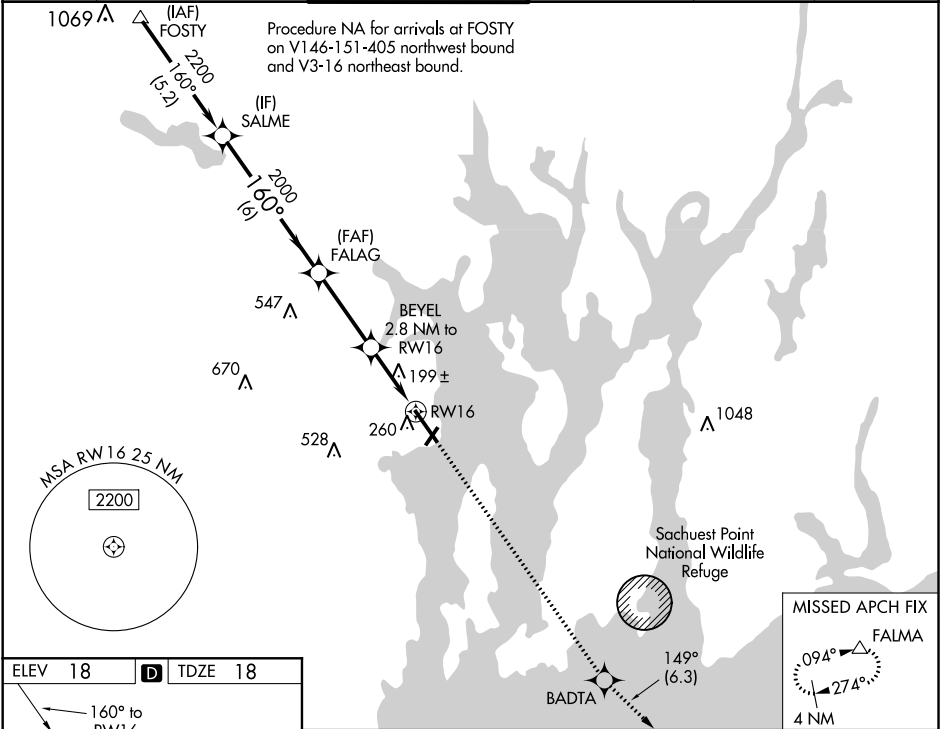 1069
(IAF)
FOSTY
Procedure NA for arrivals at FOSTY
on V146-151-405 northwest bound
and V3-16 northeast bound.
2200
160°
(5.2)
(IF)
SALME
2000
160°
(6)
(FAF)
FALAG
547
BEYEL
2.8 NM to
RW16
670
199±
RW16
260
1048
528
MSA RW16 25 NM
2200
Sachuest Point
National Wildlife
Refuge
MISSED APCH FIX
FALMA
094°
274°
4 NM
149°
(6.3)
BADTA
ELEV 18
D
TDZE 18
160° to
RW16